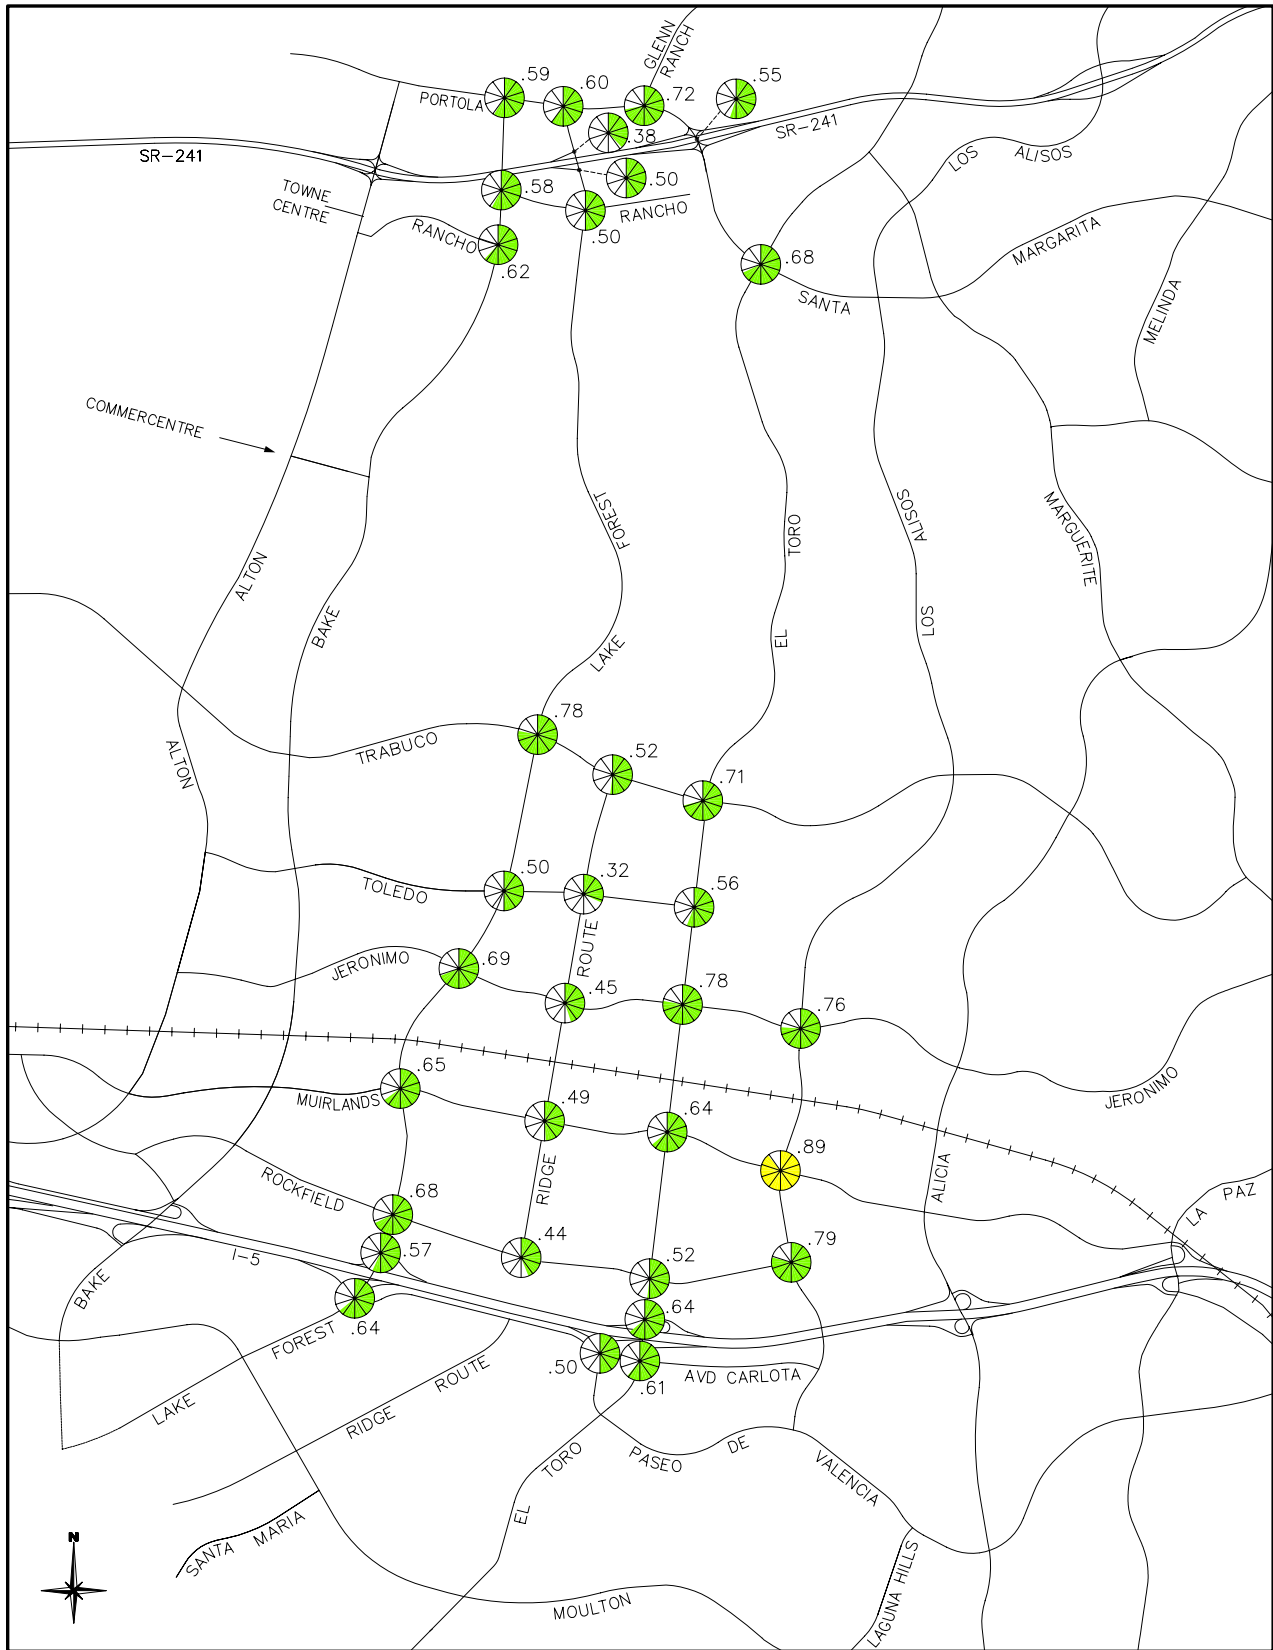 GLENN
RANCH
.59
.60
.72
.55
PORTOLA
.38
SR-241
SR-241
LOS
ALISOS
.58
.50
TOWNE
CENTRE
RANCHO
.50
RANCHO
.62
.68
SANTA
MARGARITA
MELINDA
COMMERCENTRE
FOREST
TORO
ALISOS
MARGUERITE
ALTON
BAKE
LAKE
EL
LOS
TRABUCO
.78
ALTON
.52
.71
TOLEDO
.50
.32
.56
JERONIMO
.69
ROUTE
.45
.78
.76
MUIRLANDS
.65
.49
.64
JERONIMO
.89
ROCKFIELD
RIDGE
ALICIA
LA PAZ
.68
.57
I-5
.44
.52
.79
BAKE
.64
.64
FOREST
.50
.61
AVD CARLOTA
LAKE
RIDGE
ROUTE
TORO
PASEO
DE
VALENCIA
EL
SANTA
MARIA
N
MOULTON
LAGUNA HILLS